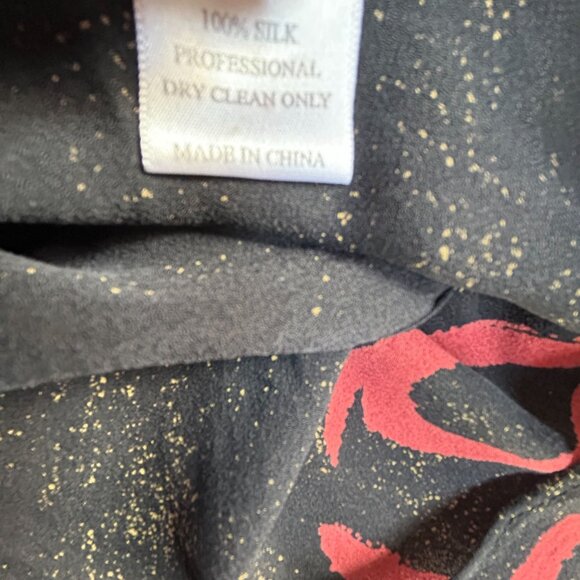 100% SILK
PROFESSIONAL
DRY CLEAN ONLY
MADE IN CHINA